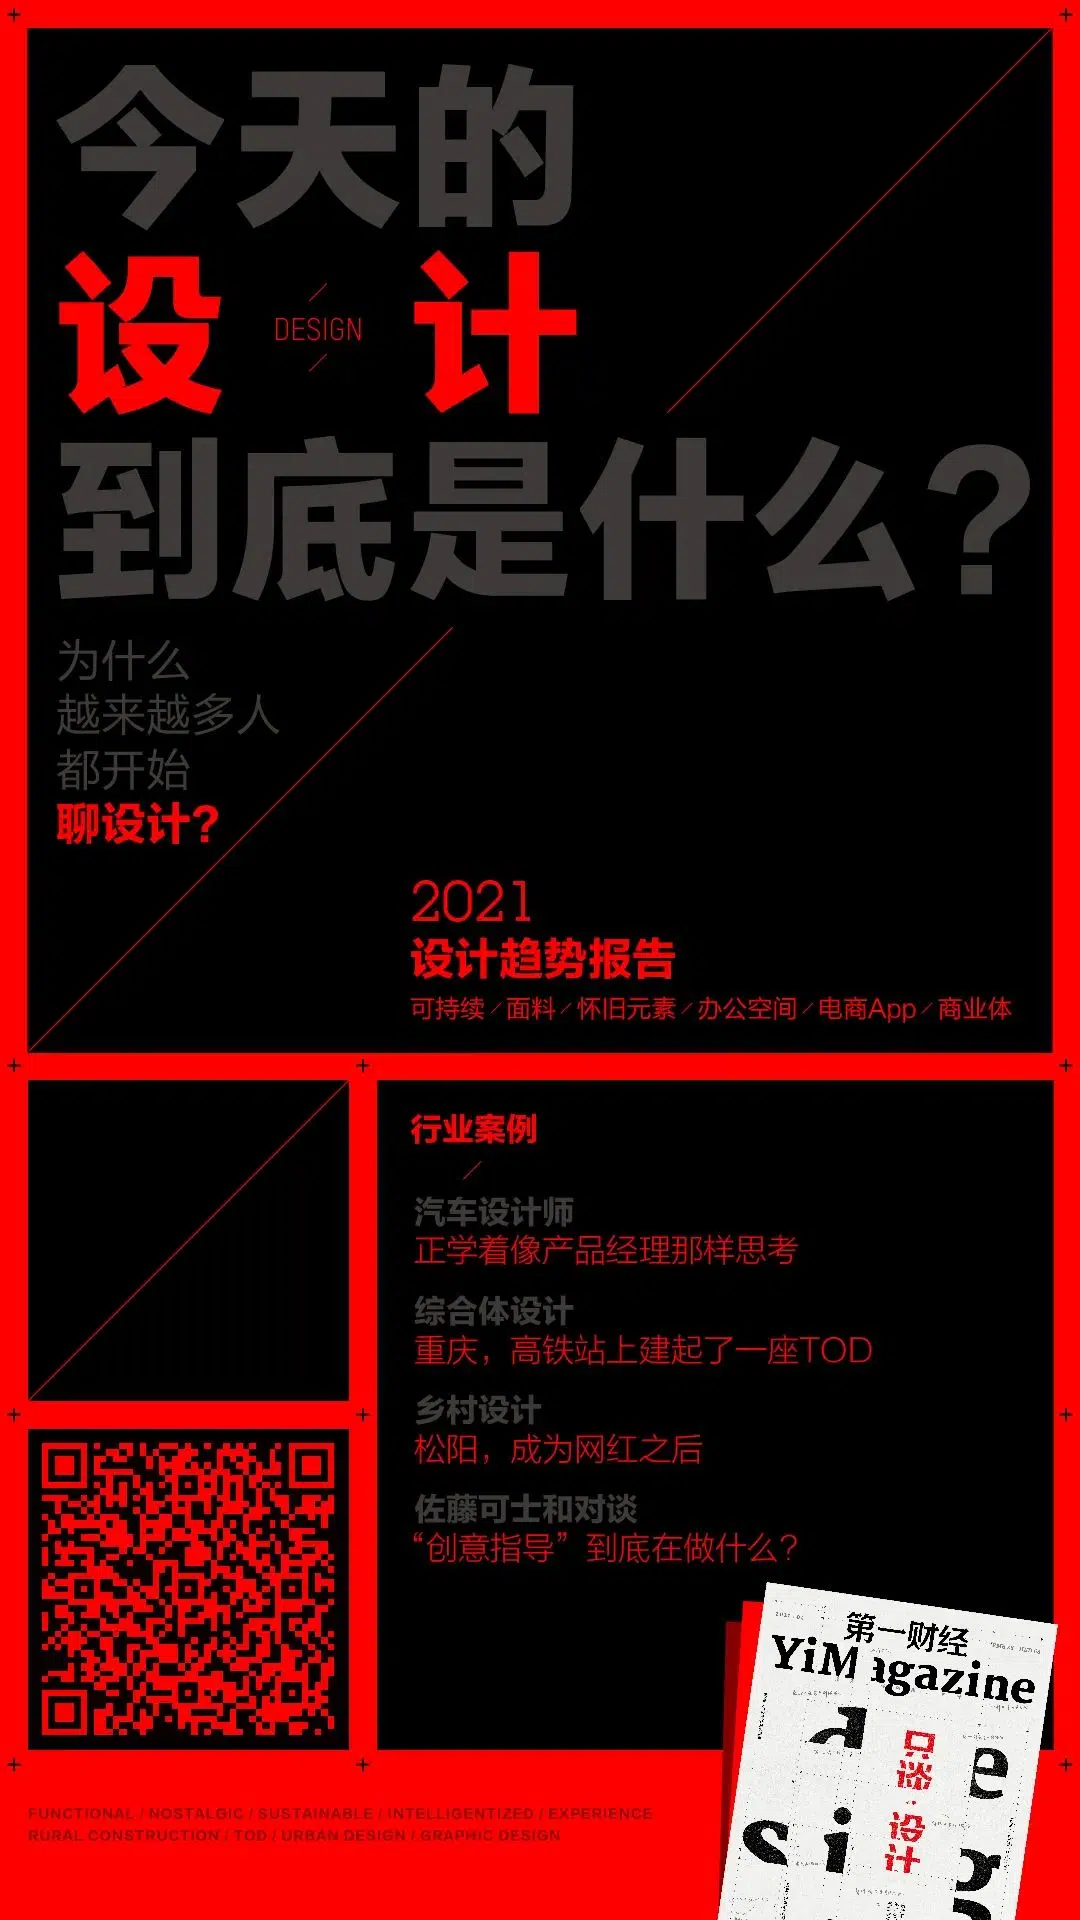 今天的
设 DESIGN 计
到底是什么?
为什么
越来越多人
都开始
聊设计?
2021
设计趋势报告
可持续/面料/怀旧元素/办公空间/电商App/商业体
行业案例
汽车设计师
正学着像产品经理那样思考
综合体设计
重庆，高铁站上建起了一座TOD
乡村设计
松阳，成为网红之后
佐藤可士和对谈
“创意指导”到底在做什么?
第一财经
YiMagazine
只谈·设计
FUNCTIONAL / NOSTALGIC / SUSTAINABLE / INTELLIGENTIZED / EXPERIENCE
RURAL CONSTRUCTION / TOD / URBAN DESIGN / GRAPHIC DESIGN